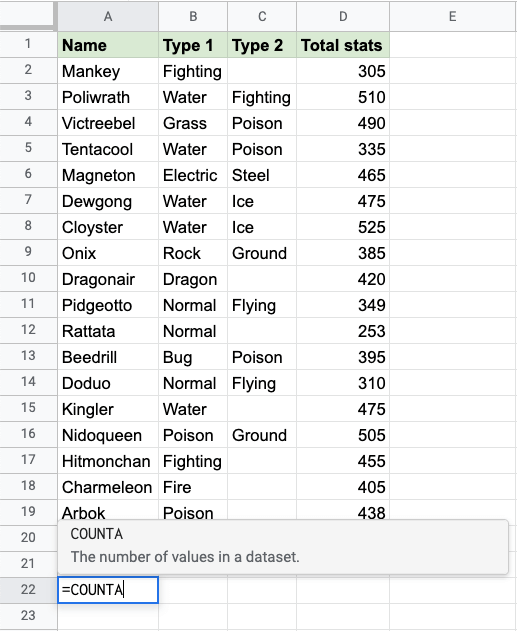 A B C D E
1 Name Type 1 Type 2 Total stats
2 Mankey Fighting 305
3 Poliwrath Water Fighting 510
4 Victreebel Grass Poison 490
5 Tentacool Water Poison 335
6 Magneton Electric Steel 465
7 Dewgong Water Ice 475
8 Cloyster Water Ice 525
9 Onix Rock Ground 385
10 Dragonair Dragon 420
11 Pidgeotto Normal Flying 349
12 Rattata Normal 253
13 Beedrill Bug Poison 395
14 Doduo Normal Flying 310
15 Kingler Water 475
16 Nidoqueen Poison Ground 505
17 Hitmonchan Fighting 455
18 Charmeleon Fire 405
19 Arbok Poison 438
20 COUNTA
21 The number of values in a dataset.
22 =COUNTA
23